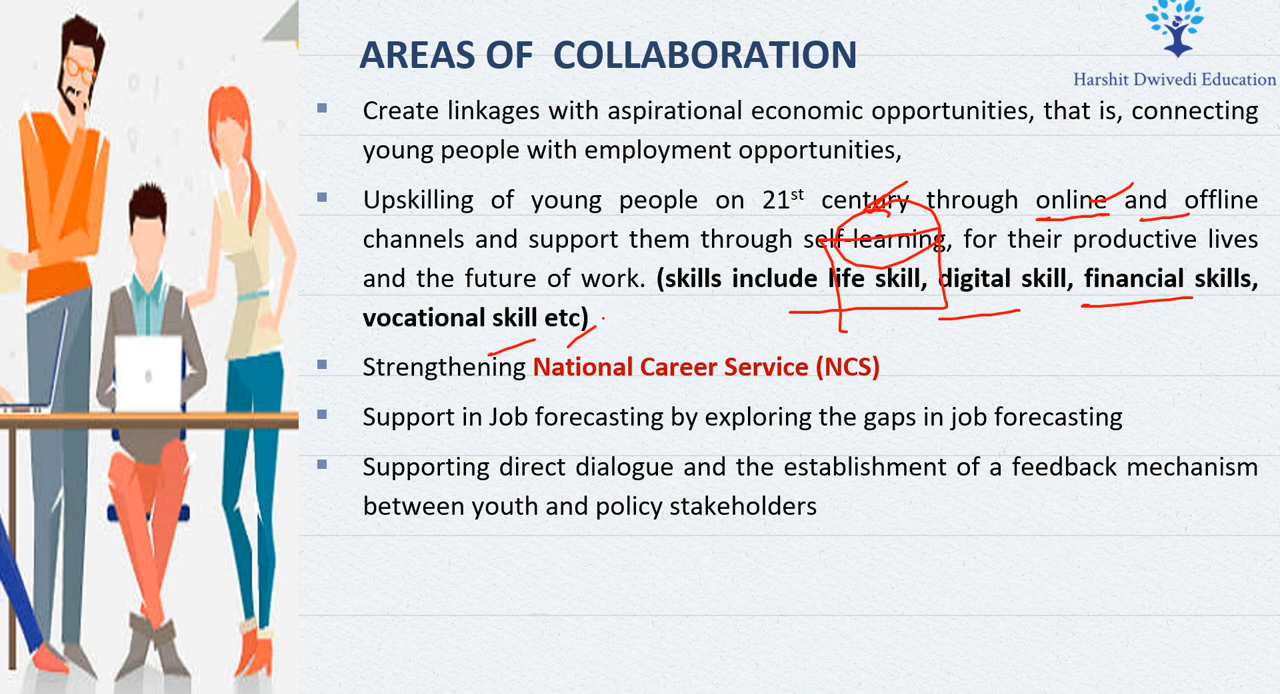 AREAS OF COLLABORATION
Harshit Dwivedi Education
Create linkages with aspirational economic opportunities, that is, connecting
young people with employment opportunities,
Upskilling of young people on 21st century through online and offline
channels and support them through self-learning, for their productive lives
and the future of work. (skills include life skill, digital skill, financial skills,
vocational skill etc)
Strengthening National Career Service (NCS)
Support in Job forecasting by exploring the gaps in job forecasting
Supporting direct dialogue and the establishment of a feedback mechanism
between youth and policy stakeholders